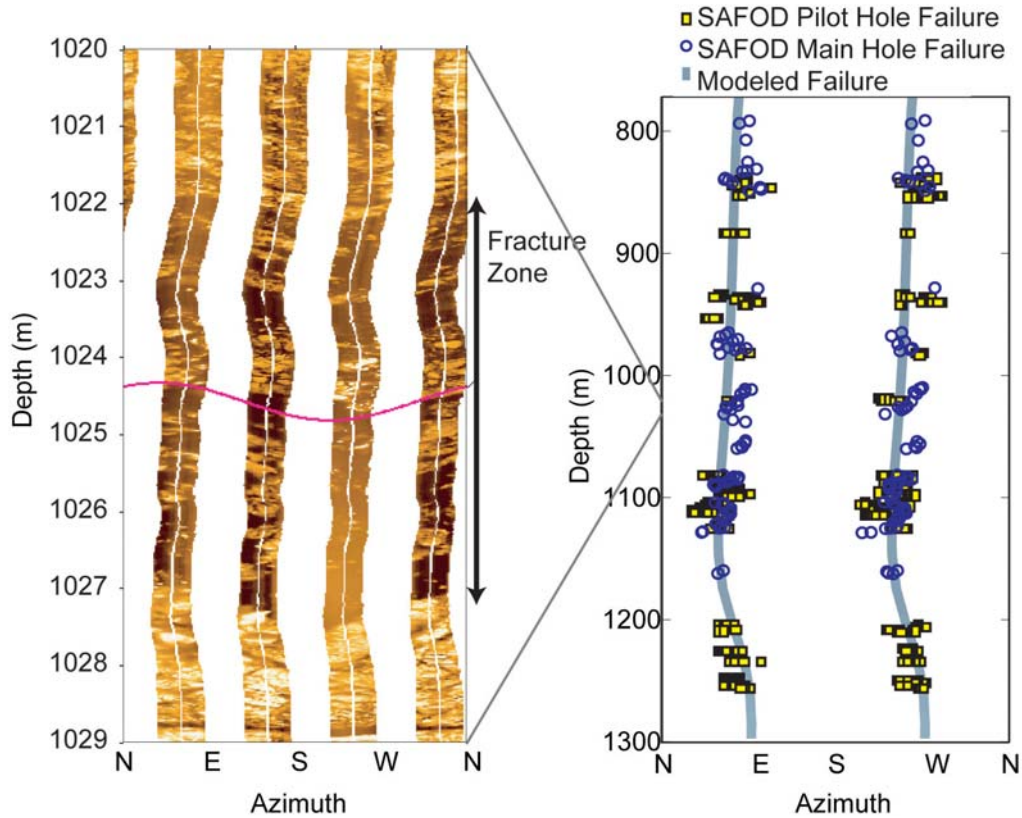 SAFOD Pilot Hole Failure
SAFOD Main Hole Failure
Modeled Failure
1020
1021
1022
1023
1024
1025
1026
1027
1028
1029
Depth (m)
N E S W N
Azimuth
Fracture
Zone
800
900
1000
1100
1200
1300
Depth (m)
N E S W N
Azimuth